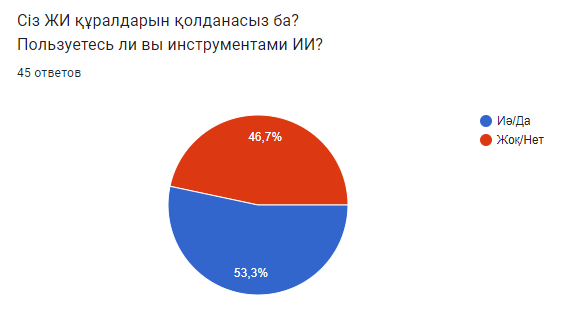 Сіз ЖИ құралдарын қолданасыз ба?
Пользуетесь ли вы инструментами ИИ?
45 ответов
46,7%
53,3%
Иә/Да
Жоқ/Нет